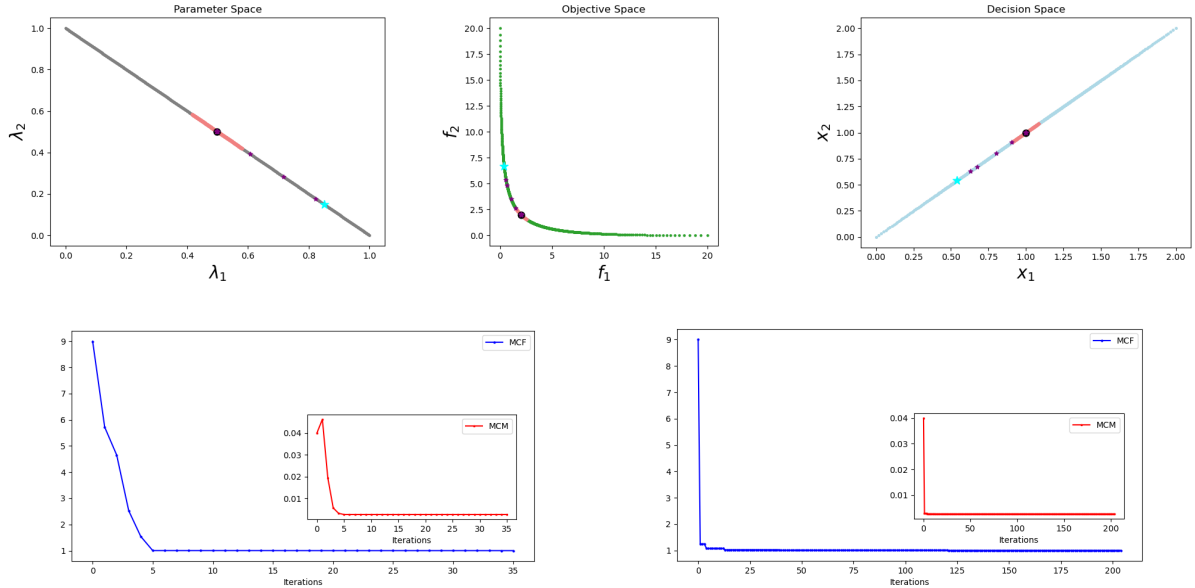 Parameter Space
1.0
0.8
0.6
0.4
0.2
0.0
λ2
0.0 0.2 0.4 0.6 0.8 1.0
λ1
Objective Space
20.0
17.5
15.0
12.5
10.0
7.5
5.0
2.5
0.0
f2
0 5 10 15 20
f1
Decision Space
2.00
1.75
1.50
1.25
1.00
0.75
0.50
0.25
0.00
x2
0.00 0.25 0.50 0.75 1.00 1.25 1.50 1.75 2.00
x1
9
8
7
6
5
4
3
2
1
MCF
0 5 10 15 20 25 30 35
Iterations
0.04
0.03
0.02
0.01
MCM
0 5 10 15 20 25 30 35
Iterations
9
8
7
6
5
4
3
2
1
MCF
0 25 50 75 100 125 150 175 200
Iterations
0.04
0.03
0.02
0.01
MCM
0 50 100 150 200
Iterations